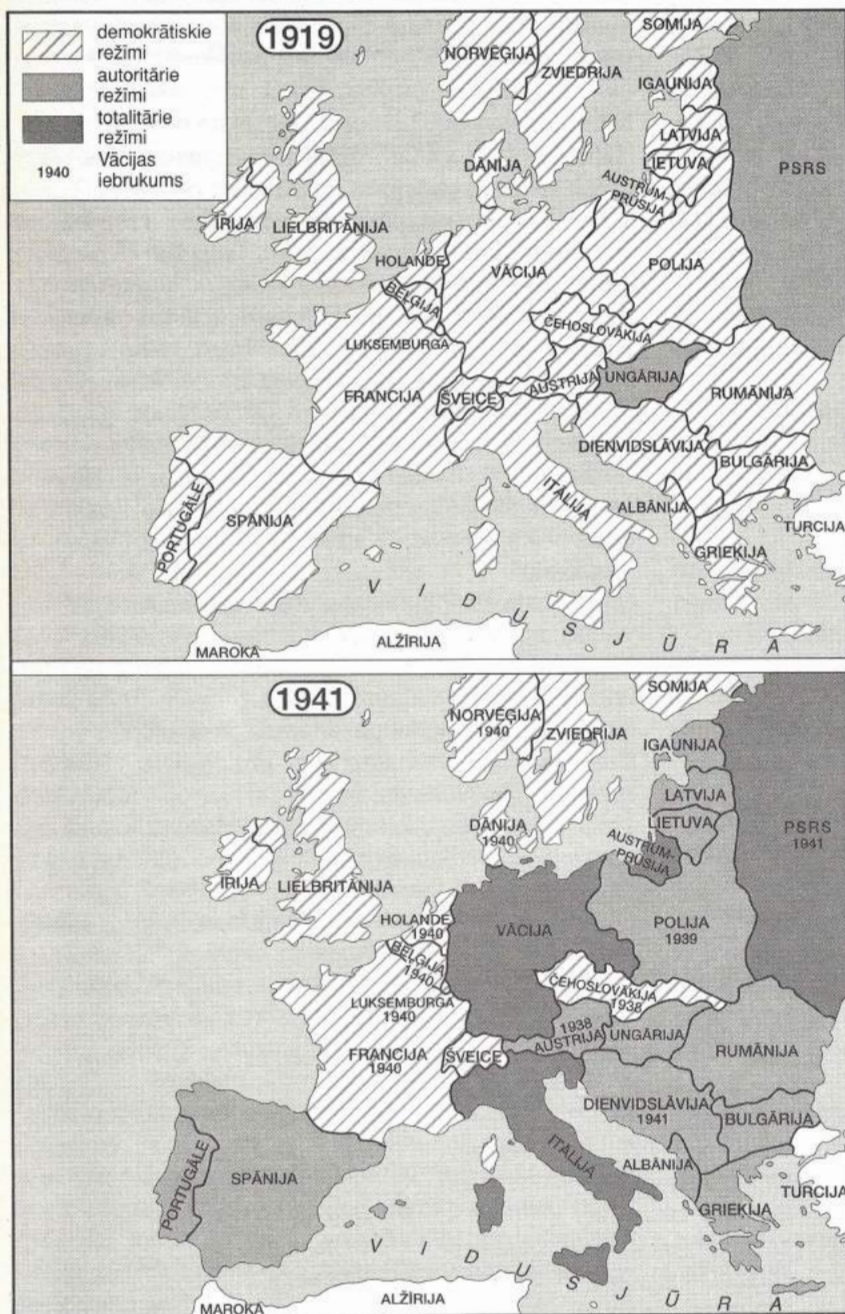 demokrātiskie
režīmi
autoritārie
režīmi
totalitārie
režīmi
1940
Vācijas
iebrukums
1919
SOMIJA
NORVĒĢIJA
ZVIEDRIJA
IGAUNIJA
LATVIJA
LIETUVA
DĀNIJA
AUSTRUM-
PRŪSIJA
PSRS
ĪRIJA
LIELBRITĀNIJA
HOLANDE
VĀCIJA
POLIJA
BEĻĢIJA
ČEHOSLOVĀKIJA
LUKSEMBURGA
FRANCIJA
ŠVEICE
AUSTRIJA
UNGĀRIJA
RUMĀNIJA
DIENVIDSLĀVIJA
BULGĀRIJA
PORTUGĀLE
SPĀNIJA
ITĀLIJA
ALBĀNIJA
TURCIJA
GRIEĶIJA
VIDUSJŪRA
MAROKA
ALŽĪRIJA
1941
SOMIJA
NORVĒĢIJA
1940
ZVIEDRIJA
IGAUNIJA
LATVIJA
LIETUVA
DĀNIJA
1940
AUSTRUM-
PRŪSIJA
PSRS
1941
ĪRIJA
LIELBRITĀNIJA
HOLANDE
1940
VĀCIJA
POLIJA
1939
BEĻĢIJA
1940
ČEHOSLOVĀKIJA
1938
LUKSEMBURGA
1940
FRANCIJA
1940
ŠVEICE
1938
AUSTRIJA
UNGĀRIJA
RUMĀNIJA
DIENVIDSLĀVIJA
1941
BULGĀRIJA
PORTUGĀLE
SPĀNIJA
ITĀLIJA
ALBĀNIJA
TURCIJA
GRIEĶIJA
VIDUSJŪRA
MAROKA
ALŽĪRIJA